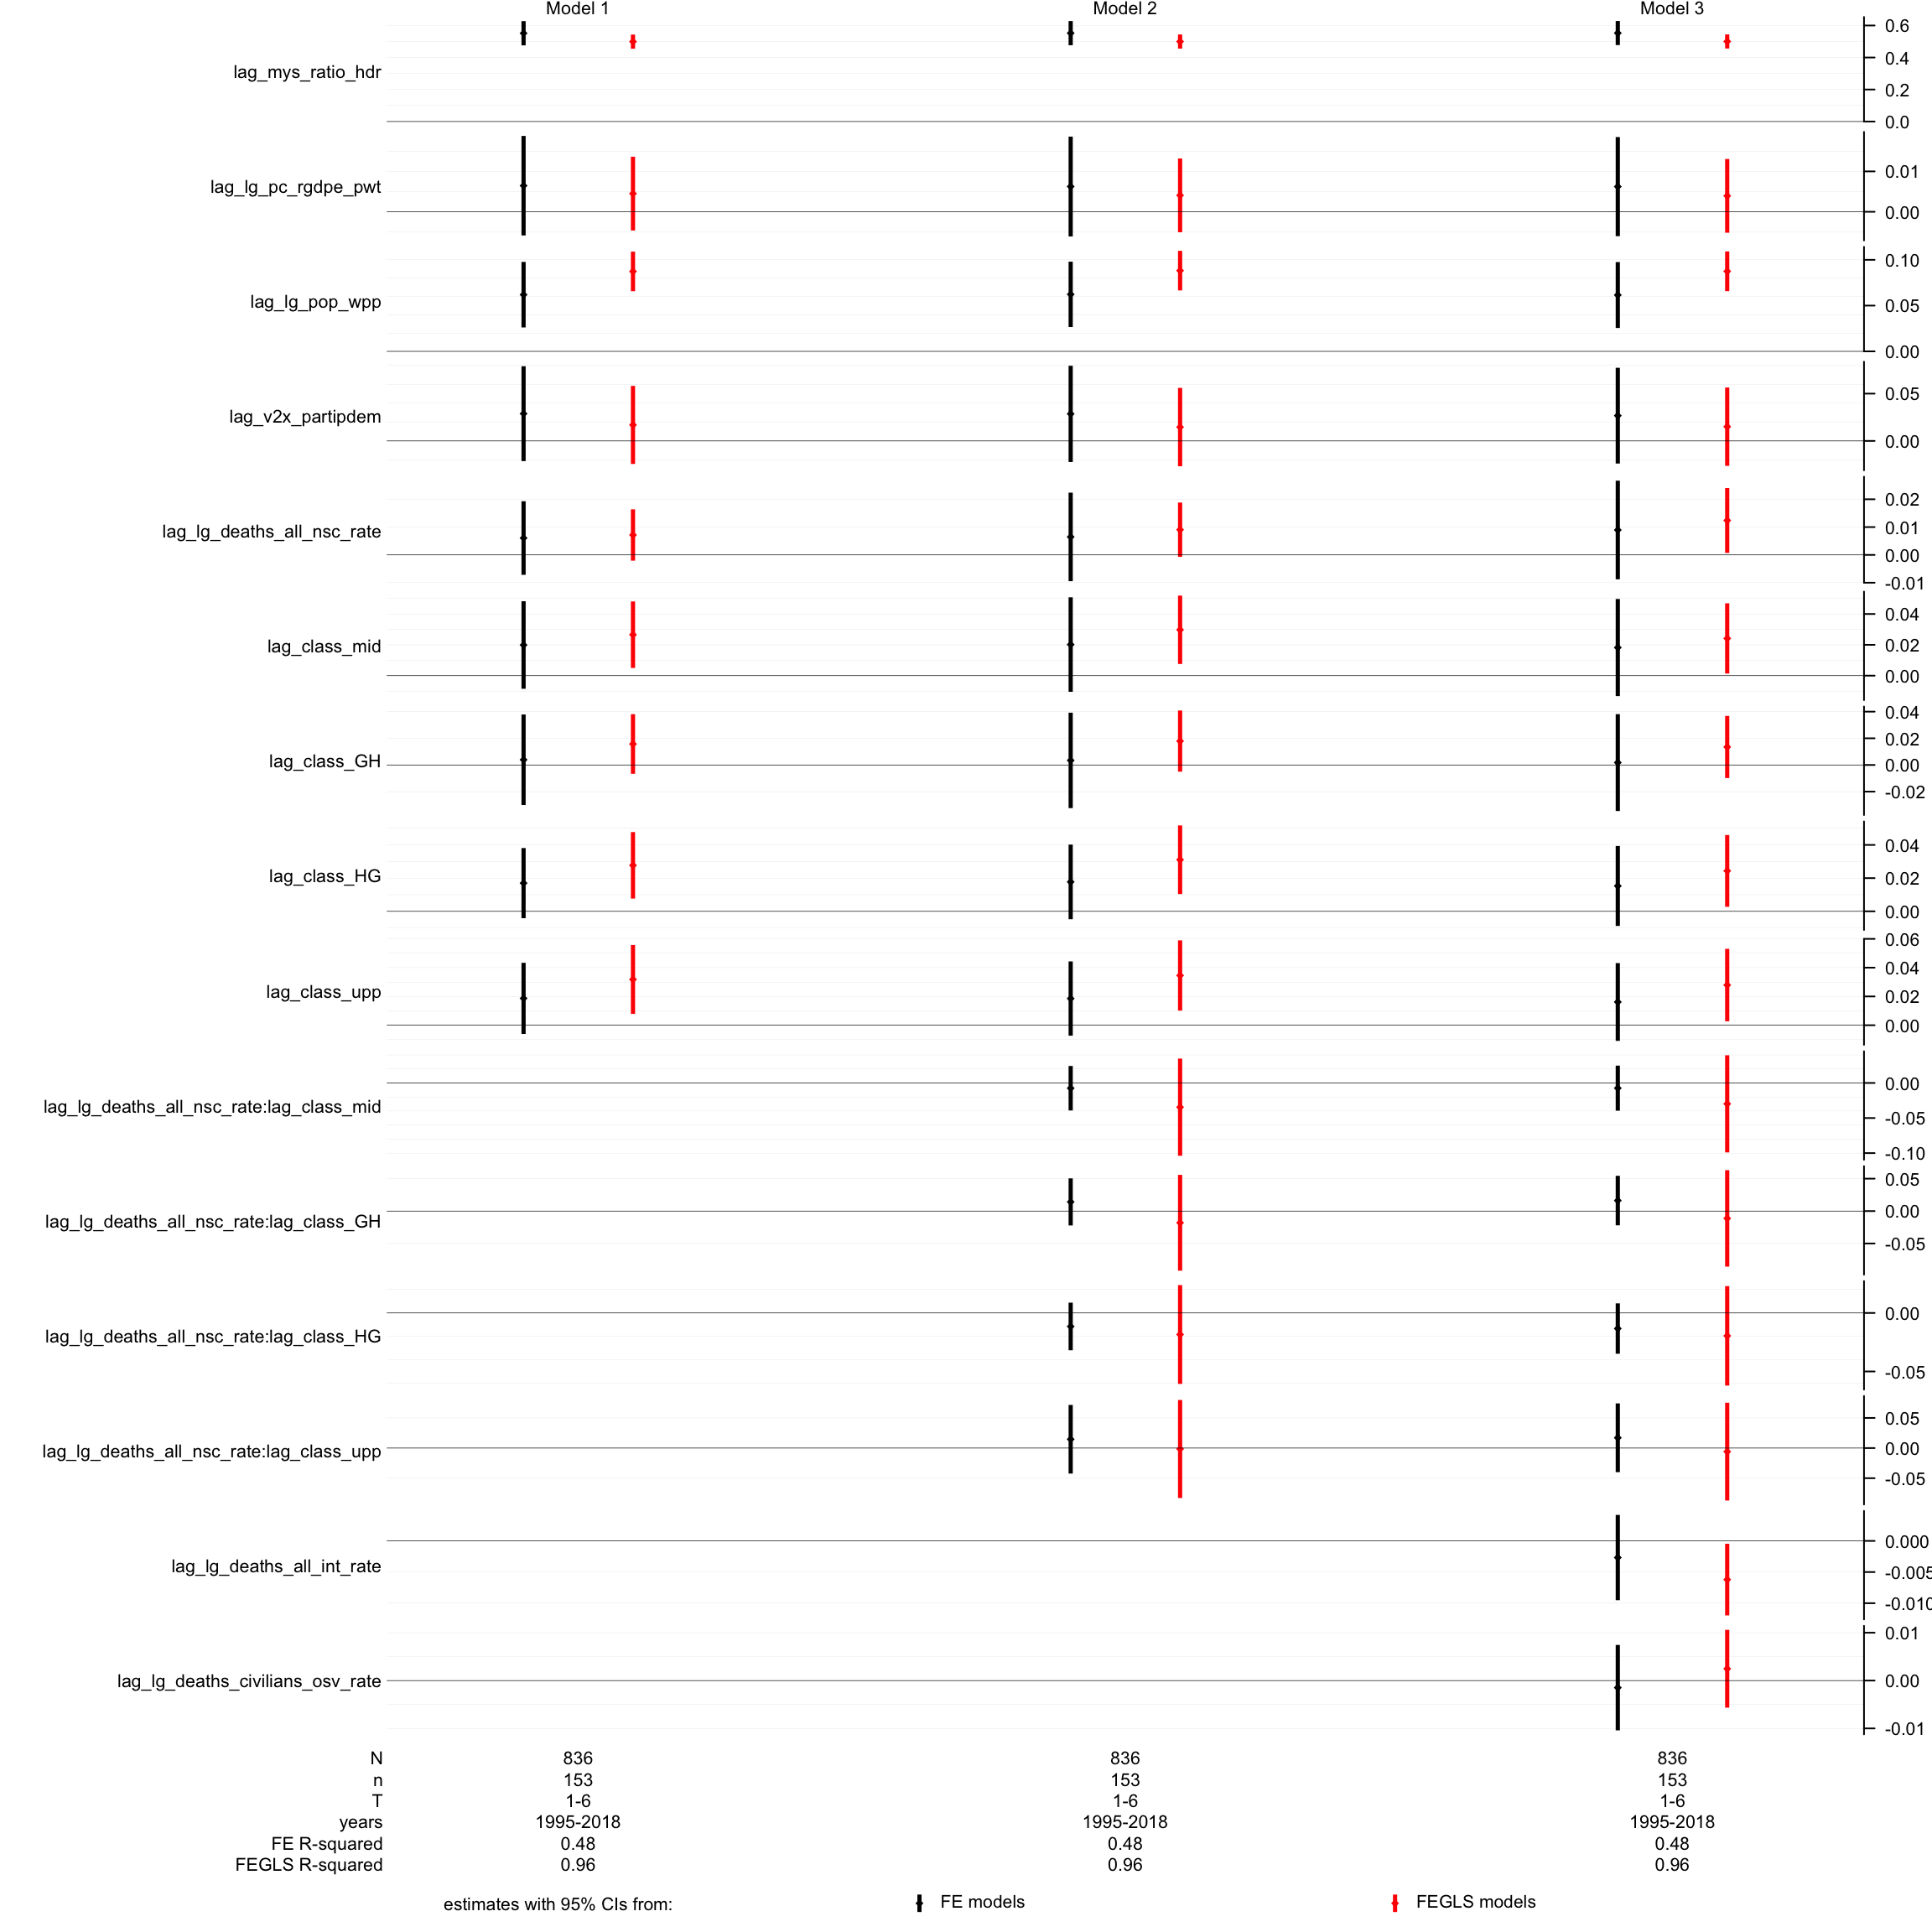 Model 1 Model 2 Model 3
0.6
0.4
lag_mys_ratio_hdr
0.2
0.0
0.01
lag_lg_pc_rgdpe_pwt
0.00
0.10
lag_lg_pop_wpp
0.05
0.00
0.05
lag_v2x_partipdem
0.00
0.02
0.01
lag_lg_deaths_all_nsc_rate
0.00
-0.01
0.04
lag_class_mid
0.02
0.00
0.04
0.02
lag_class_GH
0.00
-0.02
0.04
lag_class_HG
0.02
0.00
0.06
0.04
lag_class_upp
0.02
0.00
0.00
lag_lg_deaths_all_nsc_rate:lag_class_mid
-0.05
-0.10
0.05
0.00
lag_lg_deaths_all_nsc_rate:lag_class_GH
-0.05
0.00
lag_lg_deaths_all_nsc_rate:lag_class_HG
-0.05
0.05
0.00
lag_lg_deaths_all_nsc_rate:lag_class_upp
-0.05
0.000
lag_lg_deaths_all_int_rate
-0.005
-0.010
0.01
lag_lg_deaths_civilians_osv_rate
0.00
-0.01
N 836 836 836
n 153 153 153
T 1-6 1-6 1-6
years 1995-2018 1995-2018 1995-2018
FE R-squared 0.48 0.48 0.48
FEGLS R-squared 0.96 0.96 0.96
estimates with 95% CIs from: FE models FEGLS models